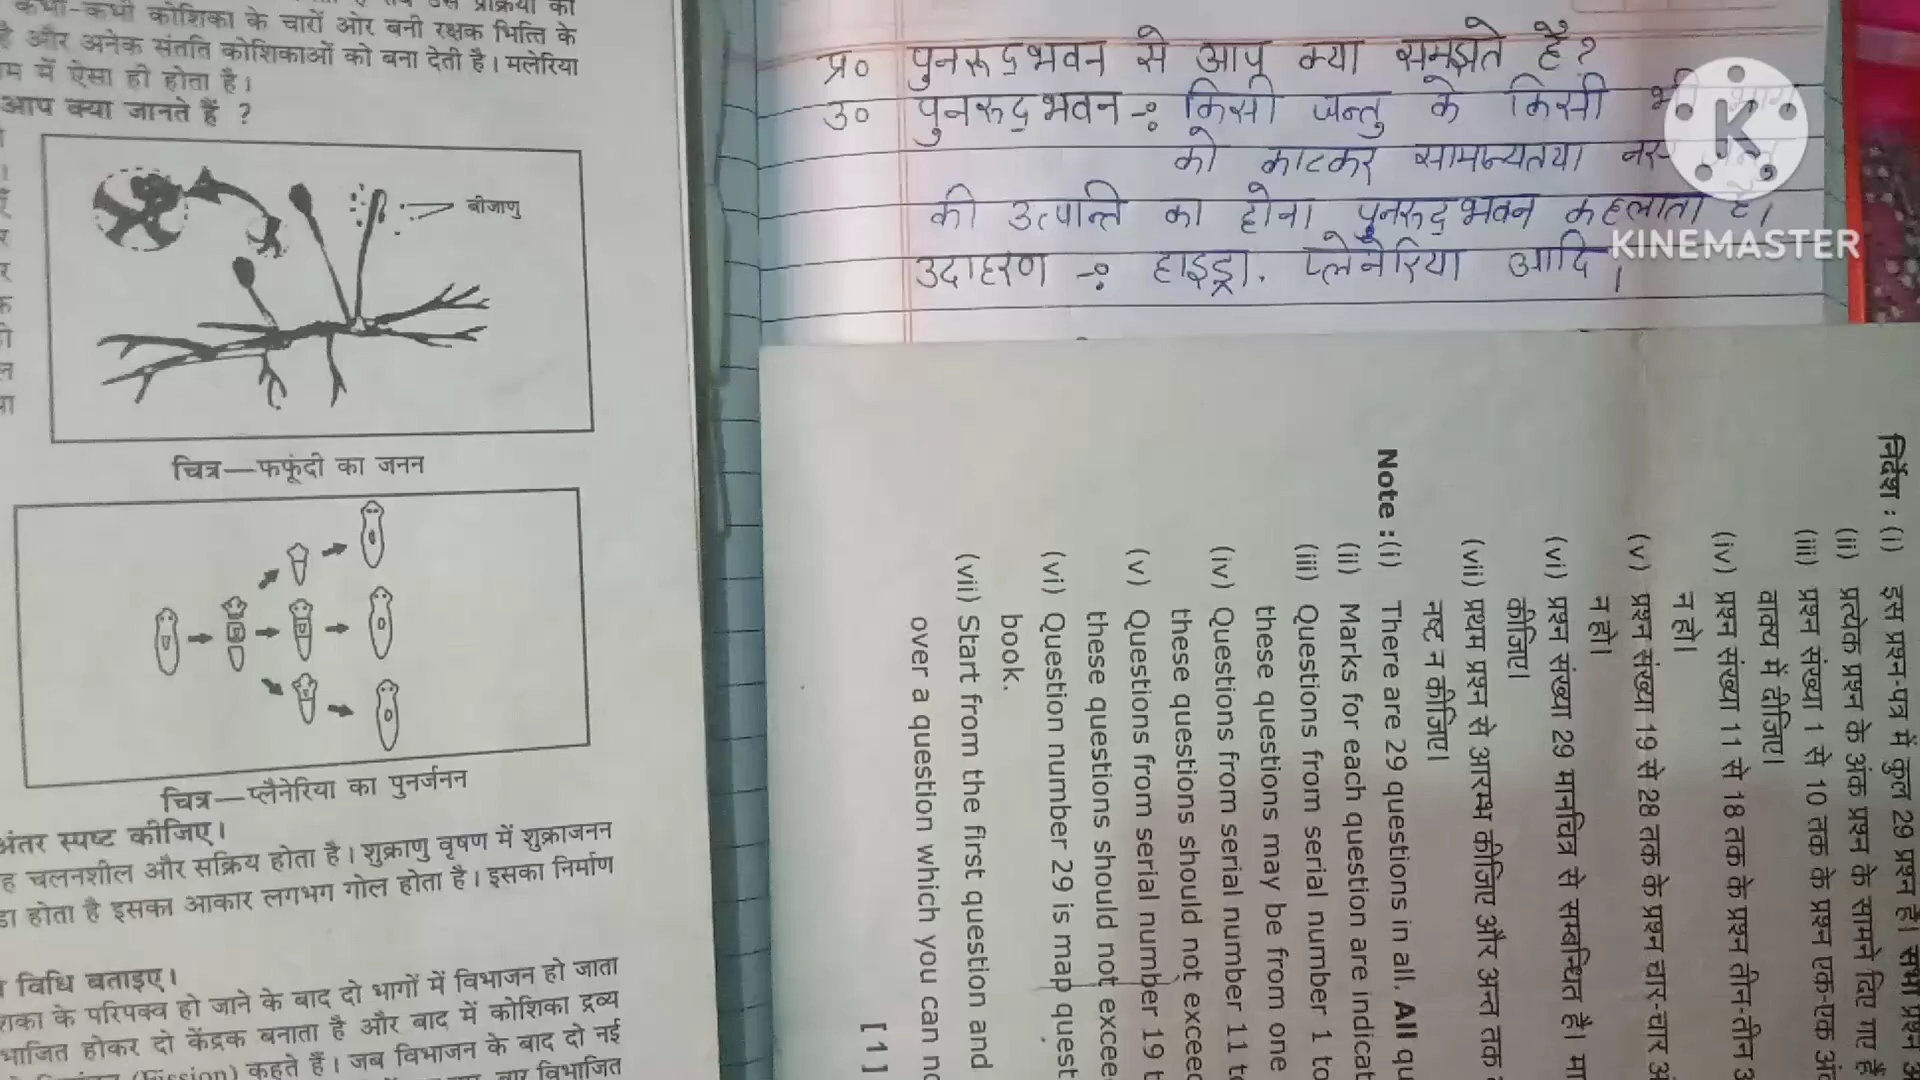 कभी-कभी कोशिका के चारों ओर बनी रक्षक भित्ति के
है और अनेक संतति कोशिकाओं को बना देती है। मलेरिया
में ऐसा ही होता है।
आप क्या जानते हैं ?
बीजाणु
चित्र—फफूंदी का जनन
चित्र—प्लैनेरिया का पुनर्जनन
अंतर स्पष्ट कीजिए।
चलनशील और सक्रिय होता है। शुक्राणु वृषण में शुक्राजनन
होता है इसका आकार लगभग गोल होता है। इसका निर्माण
विधि बताइए।
के परिपक्व हो जाने के बाद दो भागों में विभाजन हो जाता
होकर दो केंद्रक बनाता है और बाद में कोशिका द्रव्य
(Fission) कहते हैं। जब विभाजन के बाद दो नई
बार विभाजित
प्र० पुनरुद्भवन से आप क्या समझते है?
उ० पुनरुद्भवन -: किसी जन्तु के किसी
को काटकर सामान्यतया
की उत्पत्ति का होना पुनरुद्भवन कहलाता है।
उदाहरण -: हाइड्रा, प्लेनेरिया आदि।
K
KINEMASTER
निर्देश : (i) इस प्रश्न-पत्र में कुल 29 प्रश्न हैं। सभी प्रश्न
(ii) प्रत्येक प्रश्न के अंक प्रश्न के सामने दिए गए हैं
(iii) प्रश्न संख्या 1 से 10 तक के प्रश्न एक-एक अंक
वाक्य में दीजिए।
(iv) प्रश्न संख्या 11 से 18 तक के प्रश्न तीन-तीन
न हो।
(v) प्रश्न संख्या 19 से 28 तक के प्रश्न चार-चार
न हो।
(vi) प्रश्न संख्या 29 मानचित्र से सम्बन्धित है।
कीजिए।
(vii) प्रथम प्रश्न से आरम्भ कीजिए और अन्त तक
नष्ट न कीजिए।
Note : (i) There are 29 questions in all. All
(ii) Marks for each question are
(iii) Questions from serial number 1 to
these questions may be from one
(iv) Questions from serial number 11
these questions should not exceed
(v) Questions from serial number 19
these questions should not
(vi) Question number 29 is map
book.
(vii) Start from the first question and
over a question which you can
[ 1 ]